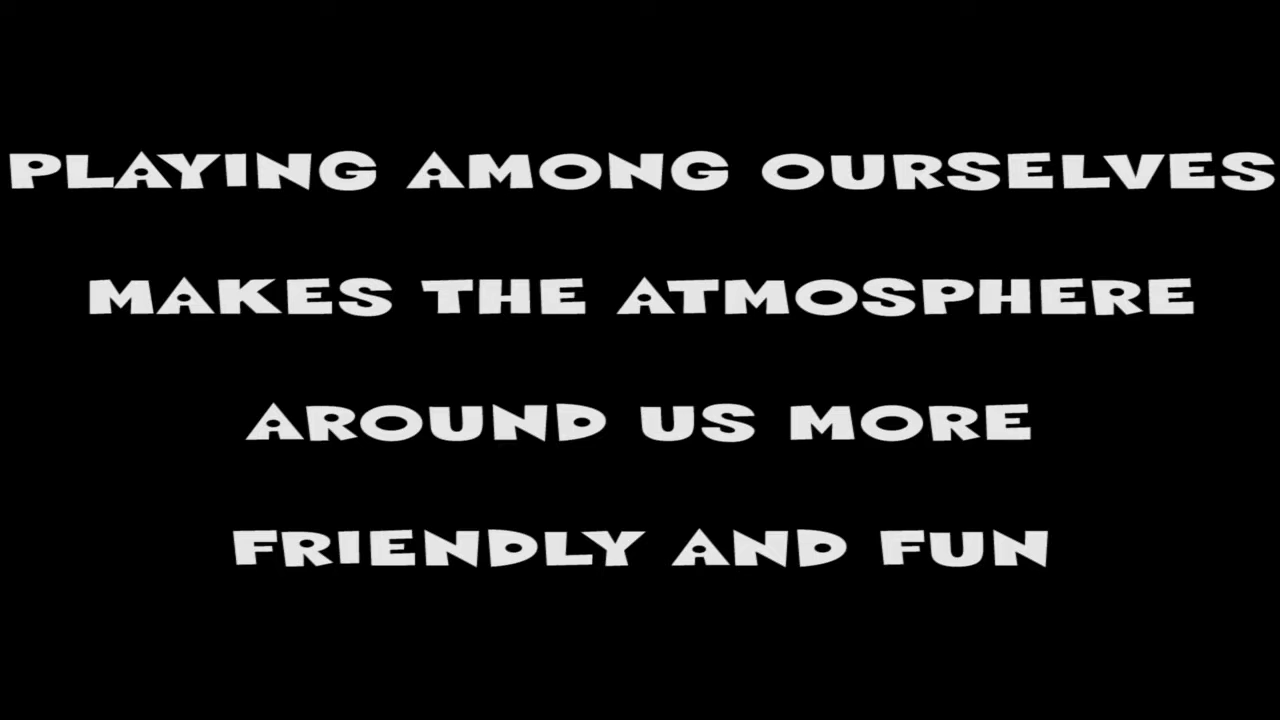 PLAYING AMONG OURSELVES
MAKES THE ATMOSPHERE
AROUND US MORE
FRIENDLY AND FUN